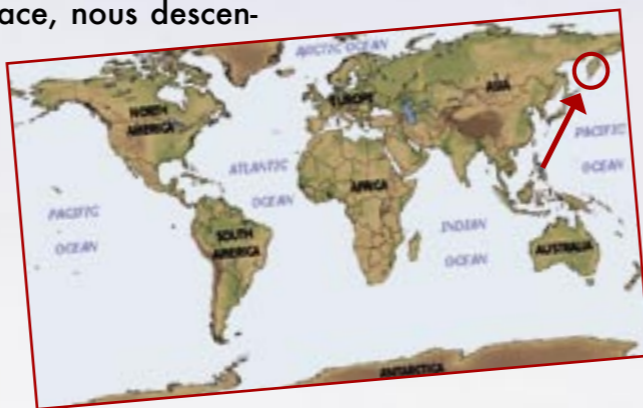 ace, nous descen-
ARCTIC OCEAN
NORTH
AMERICA
EUROPE
ASIA
PACIFIC
OCEAN
ATLANTIC
OCEAN
AFRICA
PACIFIC
OCEAN
SOUTH
AMERICA
INDIAN
OCEAN
AUSTRALIA
ANTARCTICA